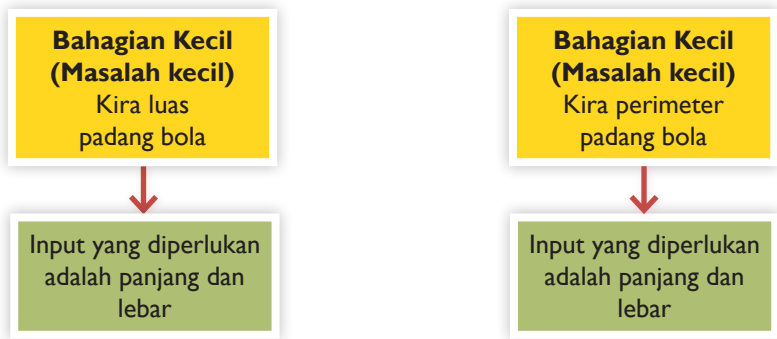 Bahagian Kecil
(Masalah kecil)
Kira luas
padang bola
Input yang diperlukan
adalah panjang dan
lebar
Bahagian Kecil
(Masalah kecil)
Kira perimeter
padang bola
Input yang diperlukan
adalah panjang dan
lebar